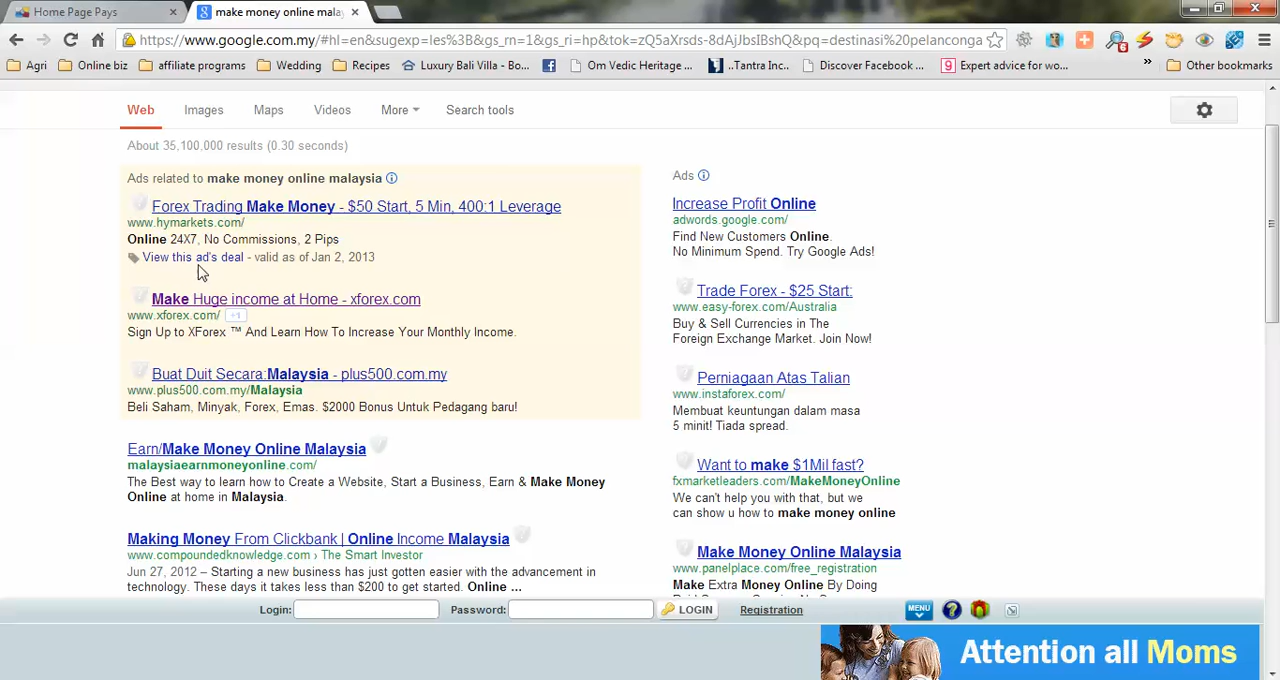 Home Page Pays
make money online mala
https://www.google.com.my/#hl=en&sugexp=les%3B&gs_rn=1&gs_ri=hp&tok=zQ5aXrsds-8dAjJbsIBshQ&pq=destinasi%20pelanconga
Agri
Online biz
affiliate programs
Wedding
Recipes
Luxury Bali Villa - Bo...
Om Vedic Heritage ...
..Tantra Inc..
Discover Facebook ...
9 Expert advice for wo...
»
Other bookmarks
Web
Images
Maps
Videos
More
Search tools
About 35,100,000 results (0.30 seconds)
Ads related to make money online malaysia
Forex Trading Make Money - $50 Start, 5 Min, 400:1 Leverage
www.hymarkets.com/
Online 24X7, No Commissions, 2 Pips
View this ad's deal - valid as of Jan 2, 2013
Make Huge income at Home - xforex.com
www.xforex.com/ +1
Sign Up to XForex ™ And Learn How To Increase Your Monthly Income.
Buat Duit Secara:Malaysia - plus500.com.my
www.plus500.com.my/Malaysia
Beli Saham, Minyak, Forex, Emas. $2000 Bonus Untuk Pedagang baru!
Earn/Make Money Online Malaysia
malaysiaearnmoneyonline.com/
The Best way to learn how to Create a Website, Start a Business, Earn & Make Money
Online at home in Malaysia.
Making Money From Clickbank | Online Income Malaysia
www.compoundedknowledge.com › The Smart Investor
Jun 27, 2012 – Starting a new business has just gotten easier with the advancement in
technology. These days it takes less than $200 to get started. Online ...
Ads
Increase Profit Online
adwords.google.com/
Find New Customers Online.
No Minimum Spend. Try Google Ads!
Trade Forex - $25 Start:
www.easy-forex.com/Australia
Buy & Sell Currencies in The
Foreign Exchange Market. Join Now!
Perniagaan Atas Talian
www.instaforex.com/
Membuat keuntungan dalam masa
5 minit! Tiada spread.
Want to make $1Mil fast?
fxmarketleaders.com/MakeMoneyOnline
We can't help you with that, but we
can show u how to make money online
Make Money Online Malaysia
www.panelplace.com/free_registration
Make Extra Money Online By Doing
Login:
Password:
LOGIN
Registration
MENU
?
Attention all Moms